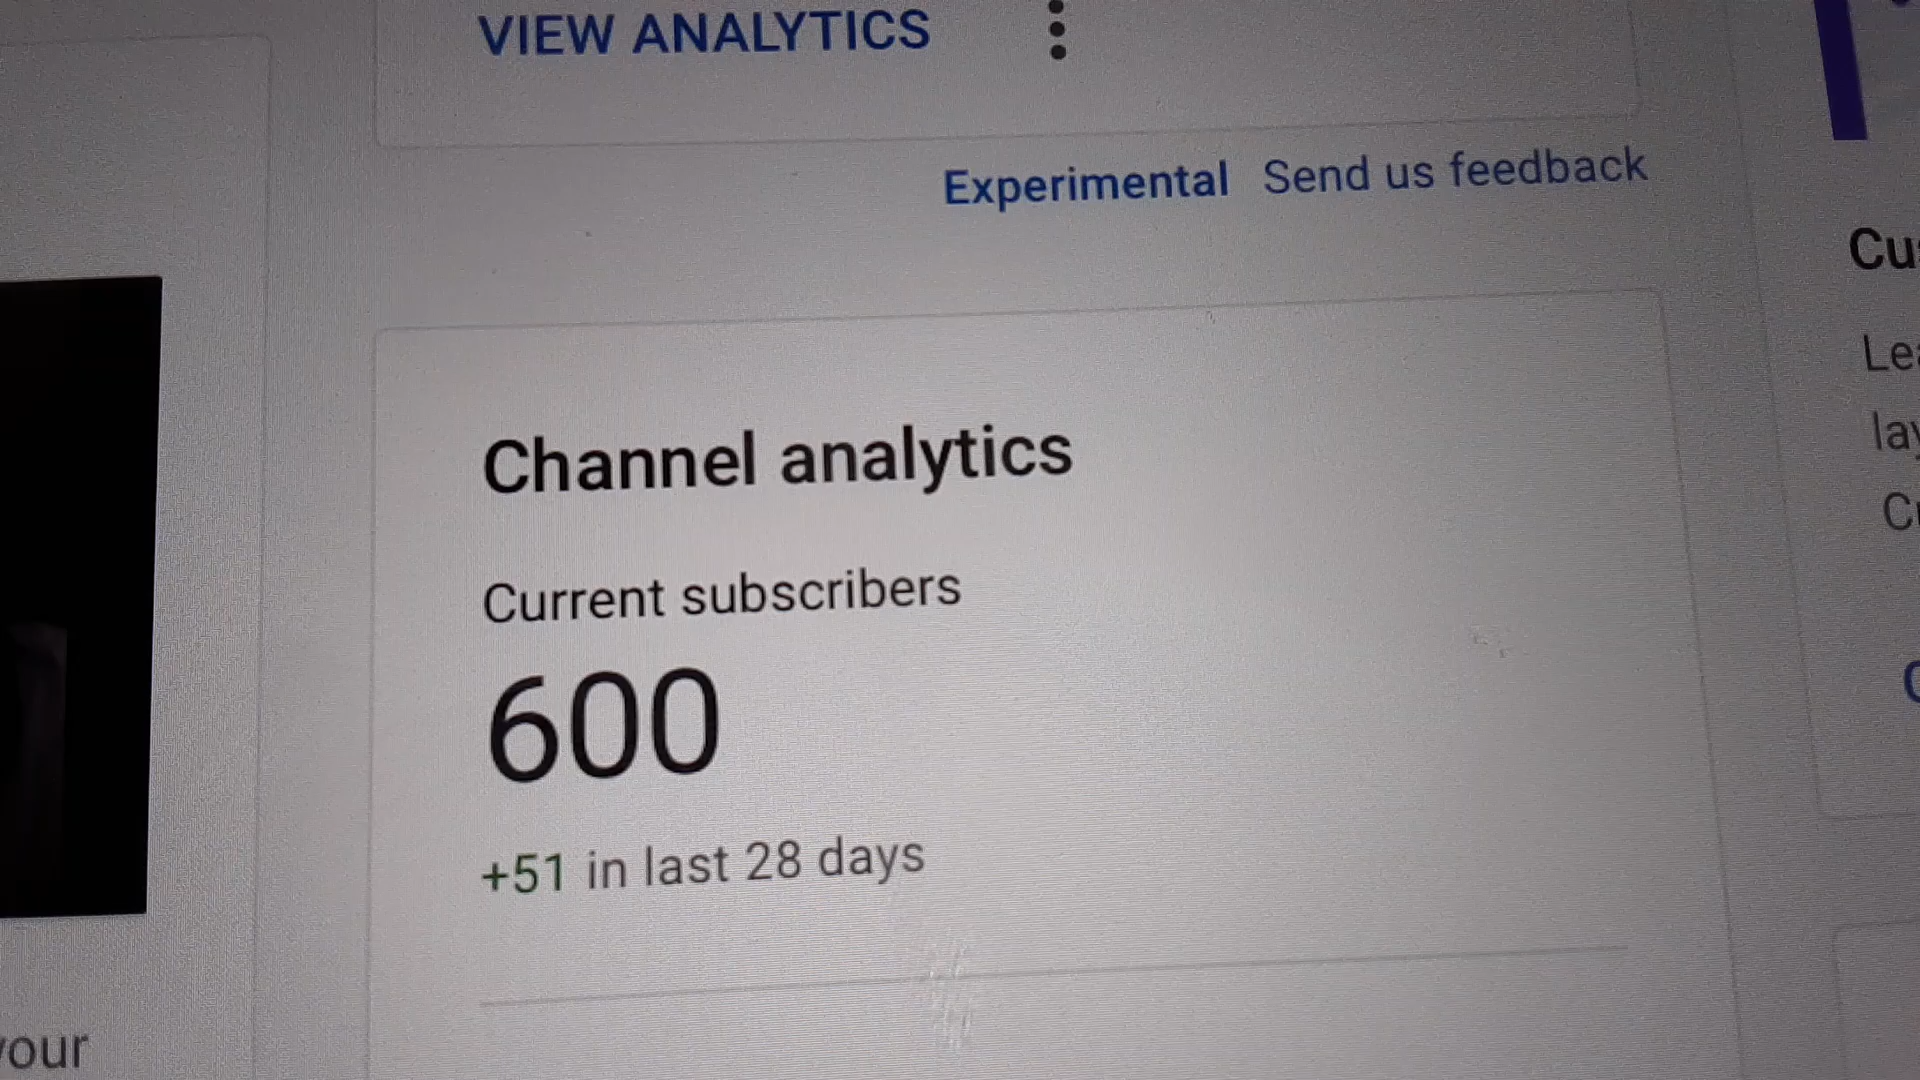 VIEW ANALYTICS
Experimental Send us feedback
Channel analytics
Current subscribers
600
+51 in last 28 days